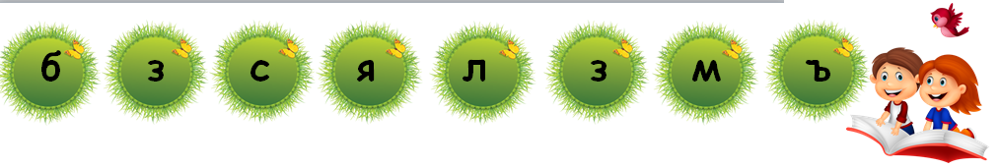 б з с я л з м ъ